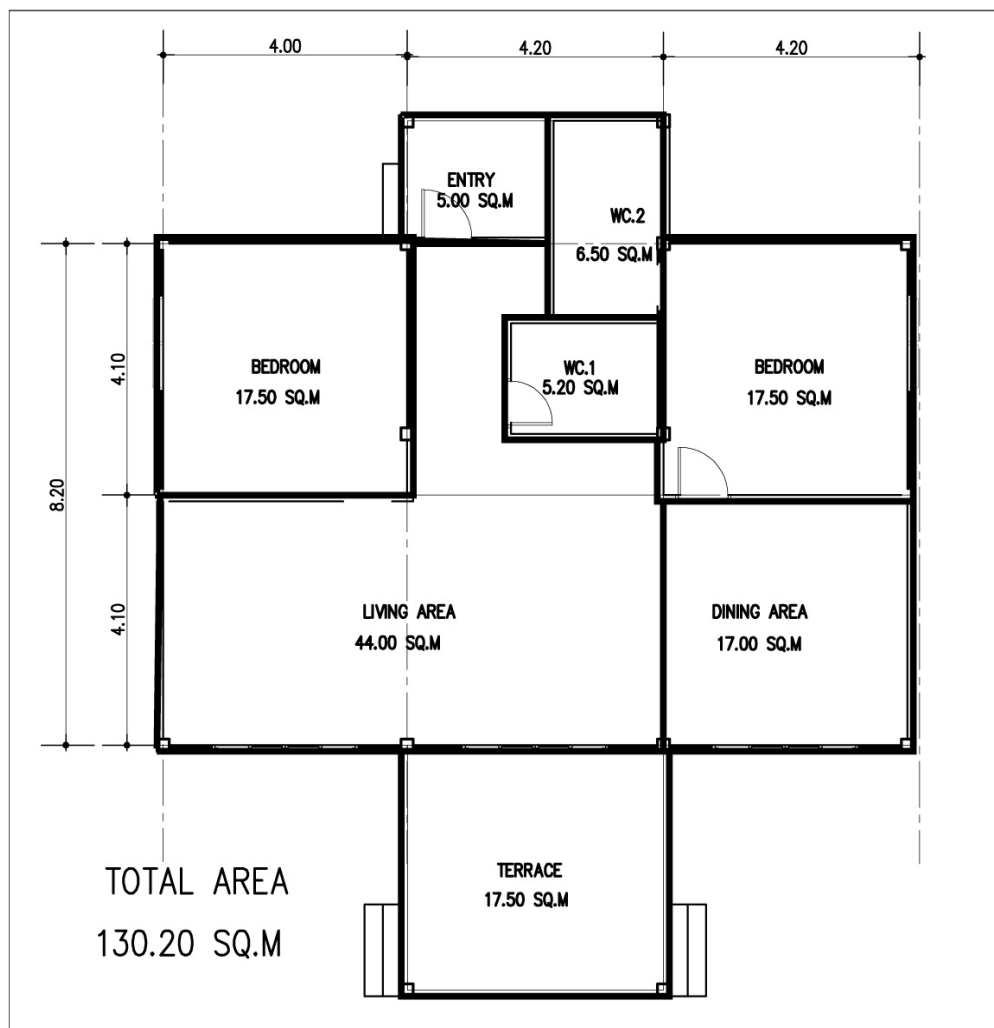 4.00
4.20
4.20
ENTRY
5.00 SQ.M
WC.2
6.50 SQ.M
BEDROOM
17.50 SQ.M
WC.1
5.20 SQ.M
BEDROOM
17.50 SQ.M
4.10
8.20
4.10
LIVING AREA
44.00 SQ.M
DINING AREA
17.00 SQ.M
TERRACE
17.50 SQ.M
TOTAL AREA
130.20 SQ.M